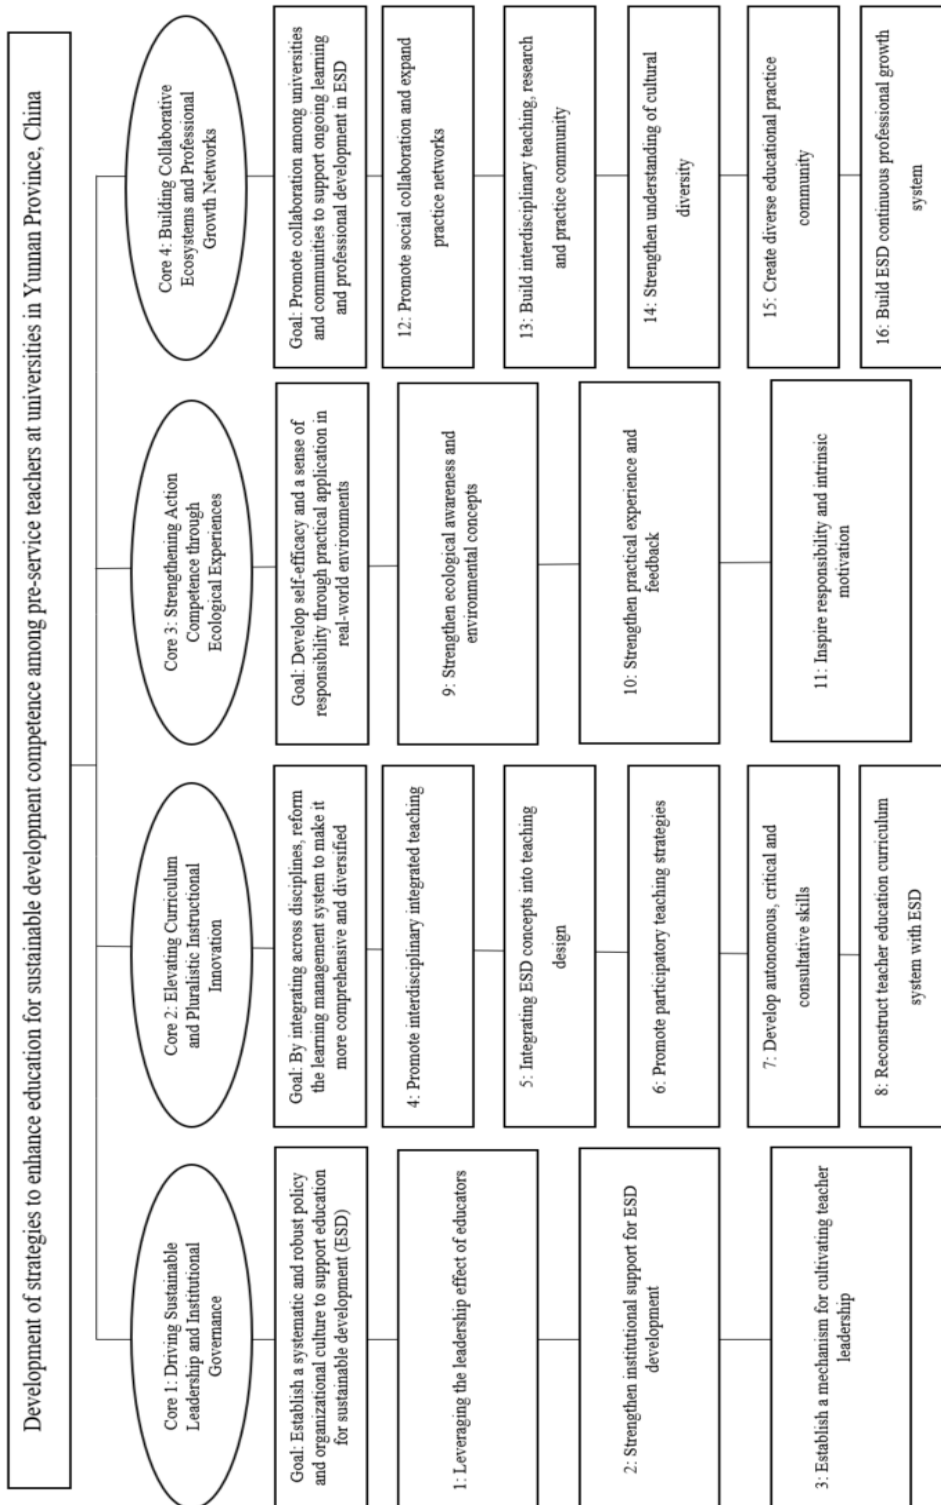 Development of strategies to enhance education for sustainable development competence among pre-service teachers at universities in Yunnan Province, China
Core 1: Driving Sustainable
Leadership and Institutional
Governance
Goal: Establish a systematic and robust policy
and organizational culture to support education
for sustainable development (ESD)
1: Leveraging the leadership effect of educators
2: Strengthen institutional support for ESD
development
3: Establish a mechanism for cultivating teacher
leadership
Core 2: Elevating Curriculum
and Pluralistic Instructional
Innovation
Goal: By integrating across disciplines, reform
the learning management system to make it
more comprehensive and diversified
4: Promote interdisciplinary integrated teaching
5: Integrating ESD concepts into teaching
design
6: Promote participatory teaching strategies
7: Develop autonomous, critical and
consultative skills
8: Reconstruct teacher education curriculum
system with ESD
Core 3: Strengthening Action
Competence through
Ecological Experiences
Goal: Develop self-efficacy and a sense of
responsibility through practical application in
real-world environments
9: Strengthen ecological awareness and
environmental concepts
10: Strengthen practical experience and
feedback
11: Inspire responsibility and intrinsic
motivation
Core 4: Building Collaborative
Ecosystems and Professional
Growth Networks
Goal: Promote collaboration among universities
and communities to support ongoing learning
and professional development in ESD
12: Promote social collaboration and expand
practice networks
13: Build interdisciplinary teaching, research
and practice community
14: Strengthen understanding of cultural
diversity
15: Create diverse educational practice
community
16: Build ESD continuous professional growth
system